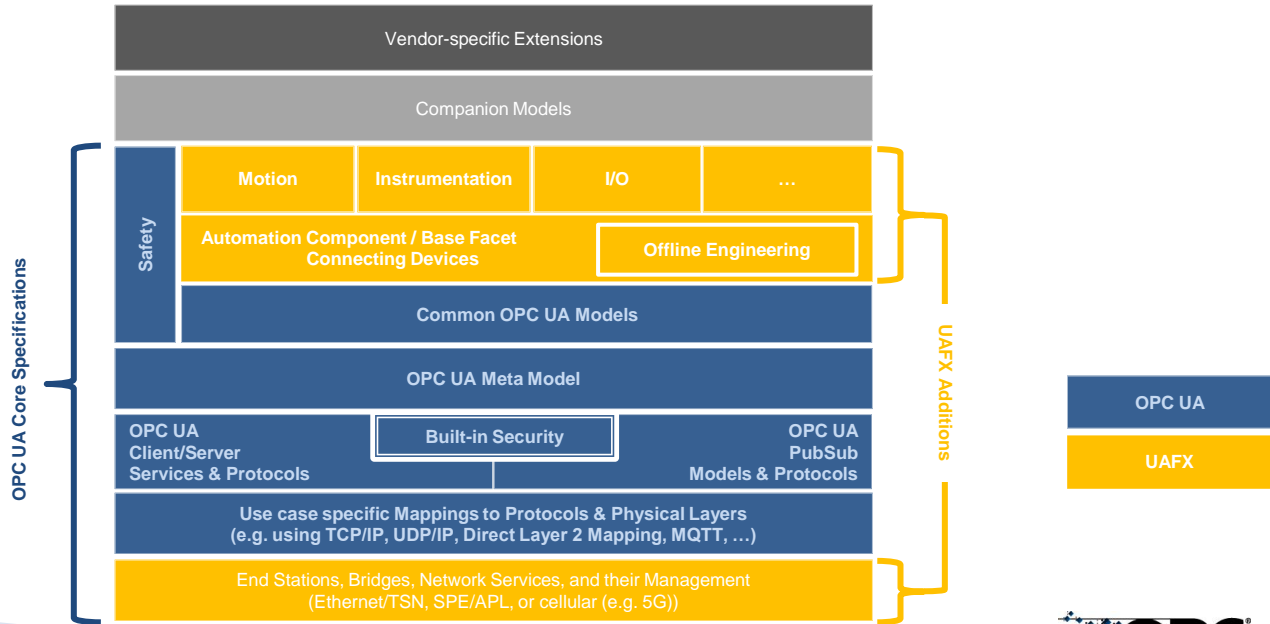 Vendor-specific Extensions
Companion Models
OPC UA Core Specifications
Safety
Motion
Instrumentation
I/O
…
Automation Component / Base Facet
Connecting Devices
Offline Engineering
Common OPC UA Models
UAFX Additions
OPC UA Meta Model
OPC UA
Client/Server
Services & Protocols
Built-in Security
OPC UA
PubSub
Models & Protocols
Use case specific Mappings to Protocols & Physical Layers
(e.g. using TCP/IP, UDP/IP, Direct Layer 2 Mapping, MQTT, …)
End Stations, Bridges, Network Services, and their Management
(Ethernet/TSN, SPE/APL, or cellular (e.g. 5G))
OPC UA
UAFX
OPC®